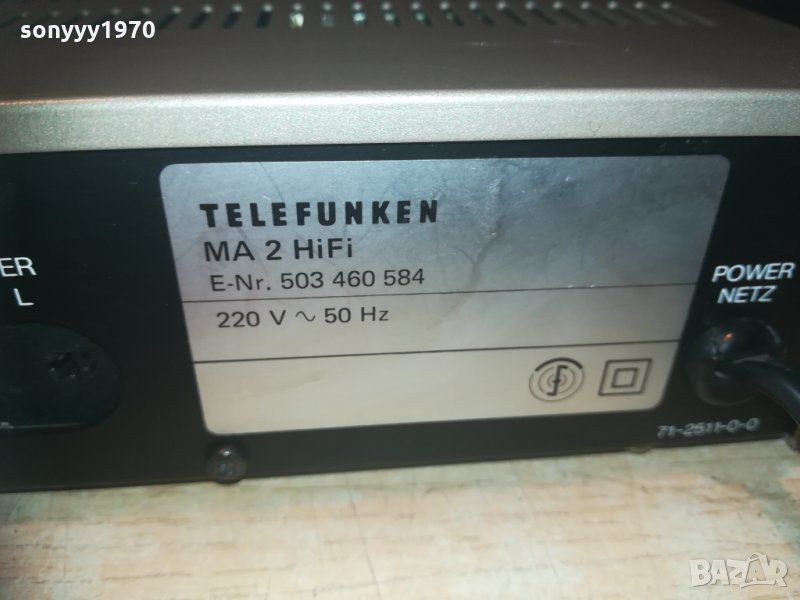 sonyyy1970
TELEFUNKEN
MA 2 HiFi
E-Nr. 503 460 584
220 V ~ 50 Hz
ER
L
POWER
NETZ
71-2511-0-0
BAZAR